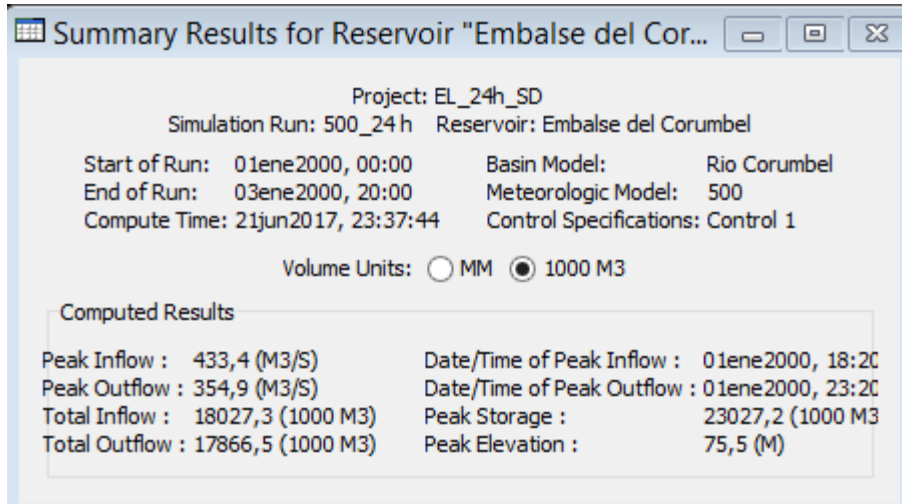 Summary Results for Reservoir "Embalse del Cor...
Project: EL_24h_SD
Simulation Run: 500_24 h Reservoir: Embalse del Corumbel
Start of Run: 01ene2000, 00:00 Basin Model: Rio Corumbel
End of Run: 03ene2000, 20:00 Meteorologic Model: 500
Compute Time: 21jun2017, 23:37:44 Control Specifications: Control 1
Volume Units: MM 1000 M3
Computed Results
Peak Inflow : 433,4 (M3/S) Date/Time of Peak Inflow : 01ene2000, 18:20
Peak Outflow : 354,9 (M3/S) Date/Time of Peak Outflow : 01ene2000, 23:20
Total Inflow : 18027,3 (1000 M3) Peak Storage : 23027,2 (1000 M3
Total Outflow : 17866,5 (1000 M3) Peak Elevation : 75,5 (M)